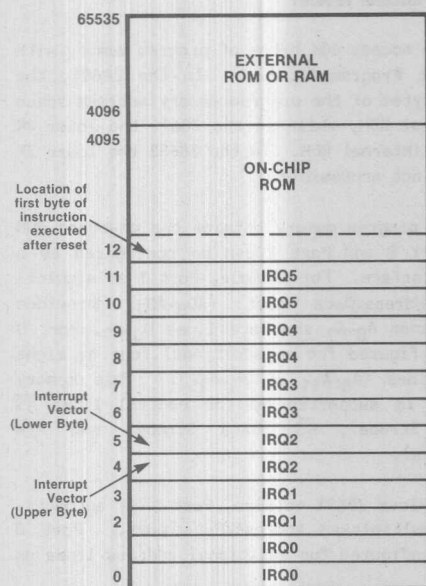 65535
EXTERNAL
ROM OR RAM
4096
4095
ON-CHIP
ROM
Location of
first byte of
instruction
executed
after reset
12
11 IRQ5
10 IRQ5
9 IRQ4
8 IRQ4
7 IRQ3
Interrupt
Vector
(Lower Byte)
6 IRQ3
5 IRQ2
4 IRQ2
Interrupt
Vector
(Upper Byte)
3 IRQ1
2 IRQ1
IRQ0
0 IRQ0